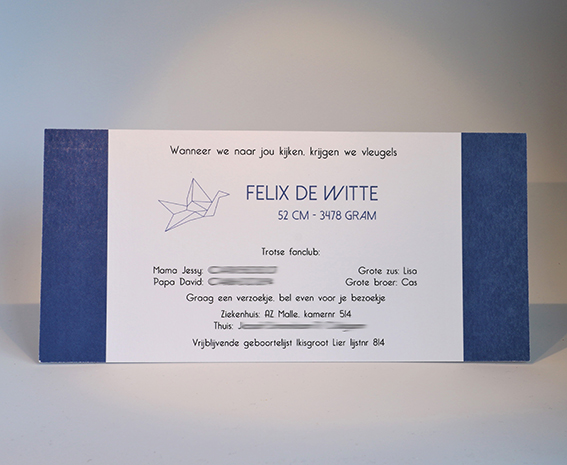 Wanneer we naar jou kijken, krijgen we vleugels
FELIX DE WITTE
52 CM - 3478 GRAM
Trotse fanclub:
Mama Jessy:
Papa David:
Grote zus: Lisa
Grote broer: Cas
Graag een verzoekje, bel even voor je bezoekje
Ziekenhuis: AZ Malle, kamernr 514
Thuis:
Vrijblijvende geboortelijst Ikisgroot Lier lijstnr 814